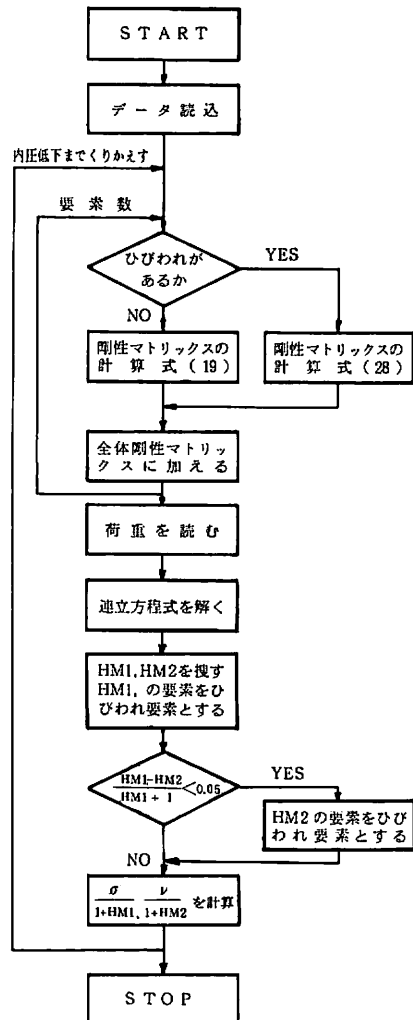 START
データ読込
内圧低下までくりかえす
要素数
ひびわれが
あるか
YES
NO
剛性マトリックスの
計算式(19)
剛性マトリックスの
計算式(28)
全体剛性マトリッ
クスに加える
荷重を読む
連立方程式を解く
HM1,HM2を捜す
HM1,の要素をひ
びわれ要素とする
HM1-HM2
HM1+1
<0.05
YES
HM2の要素をひび
われ要素とする
NO
σ/1+HM1, ν/1+HM2 を計算
STOP